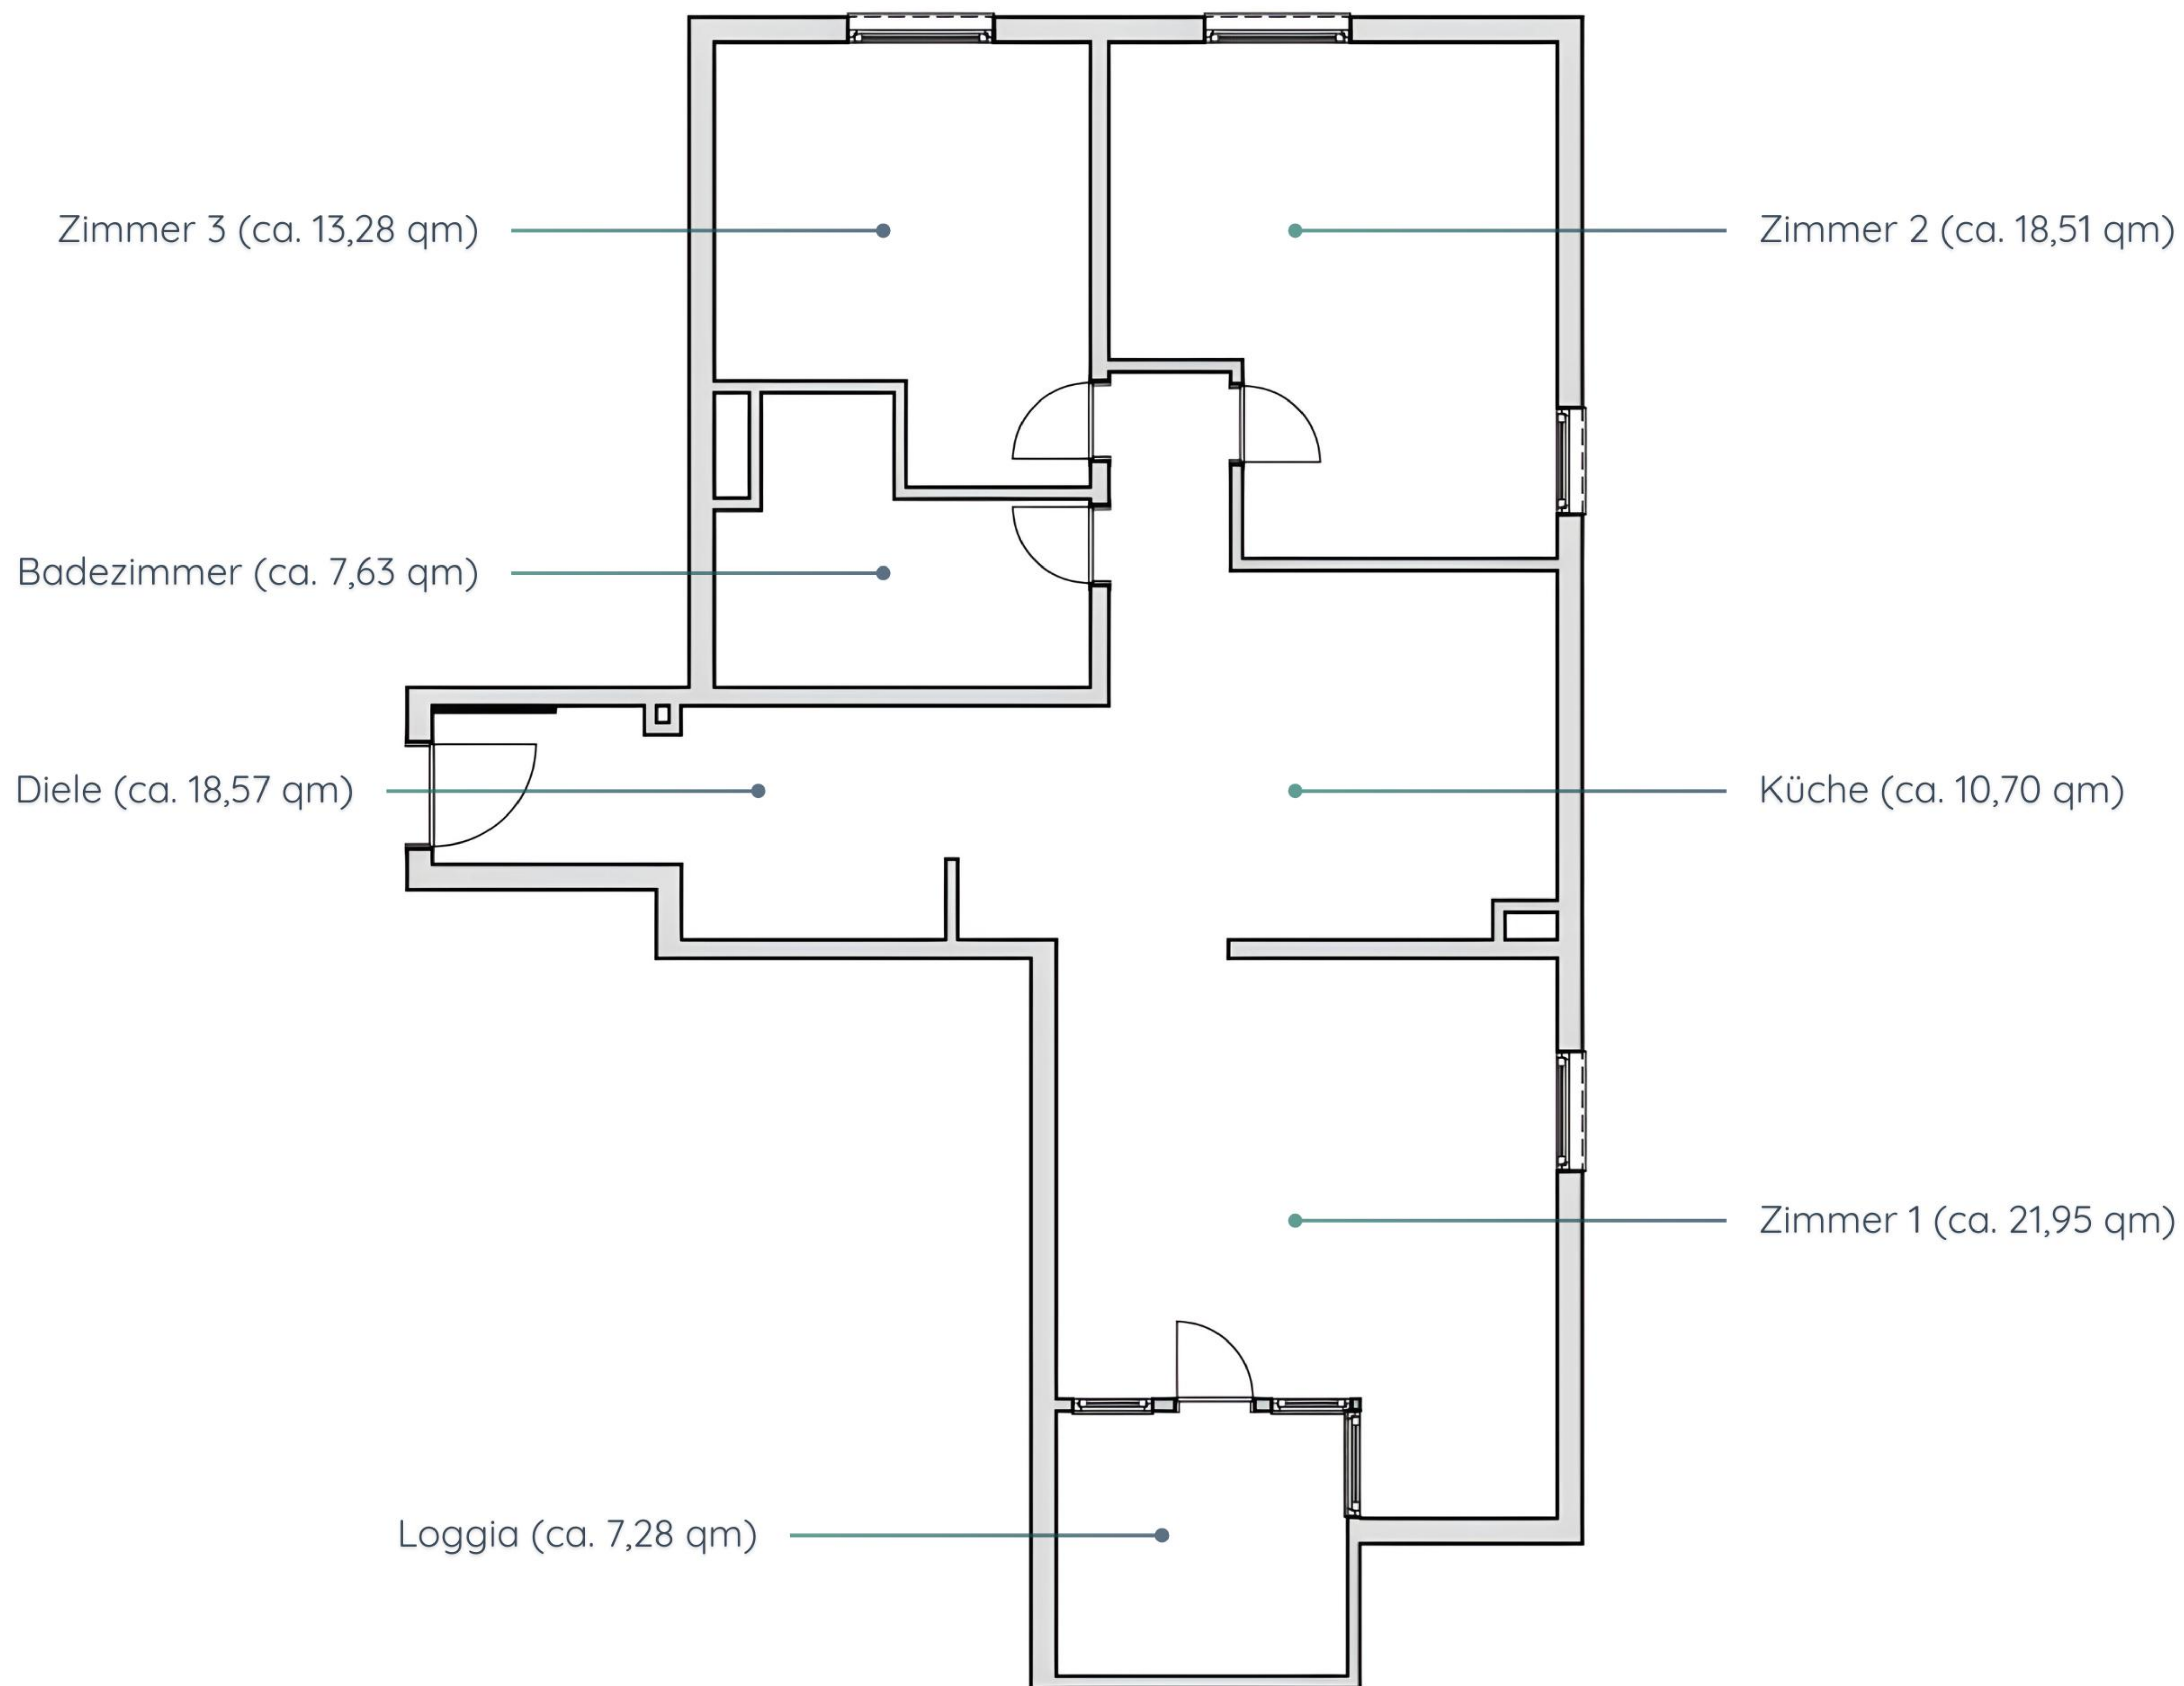 Zimmer 3 (ca. 13,28 qm)
Zimmer 2 (ca. 18,51 qm)
Badezimmer (ca. 7,63 qm)
Diele (ca. 18,57 qm)
Küche (ca. 10,70 qm)
Zimmer 1 (ca. 21,95 qm)
Loggia (ca. 7,28 qm)